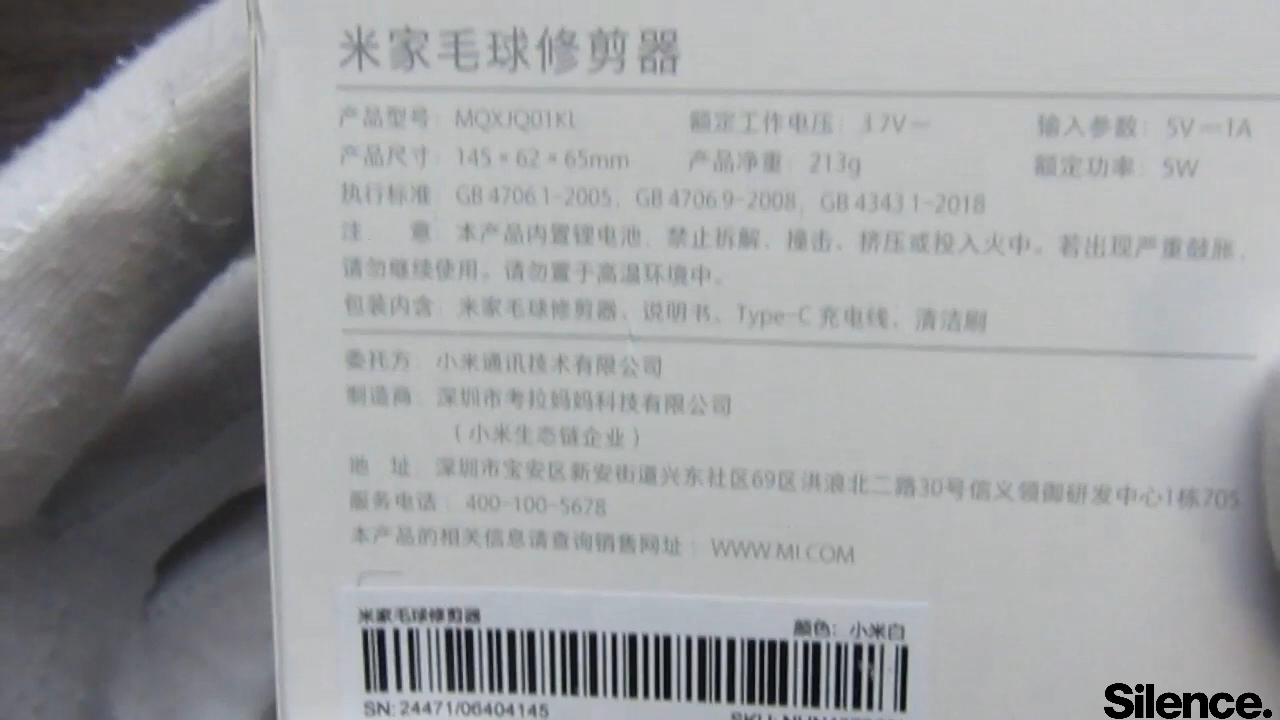 米家毛球修剪器
产品型号：MQXJQ01KL 额定工作电压：3.7V⎓ 输入参数：5V⎓1A
产品尺寸：145×62×65mm 产品净重：213g 额定功率：5W
执行标准：GB 4706.1-2005，GB 4706.9-2008，GB 4343.1-2018
注 意：本产品内置锂电池，禁止拆解、撞击、挤压或投入火中。若出现严重鼓胀，
请勿继续使用。请勿置于高温环境中。
包装内含：米家毛球修剪器、说明书、Type-C 充电线、清洁刷
委托方：小米通讯技术有限公司
制造商：深圳市考拉妈妈科技有限公司
（小米生态链企业）
地 址：深圳市宝安区新安街道兴东社区69区洪浪北二路30号信义领御研发中心1栋705
服务电话：400-100-5678
本产品的相关信息请查询销售网址：WWW.MI.COM
米家毛球修剪器 颜色：小米白
SN: 24471/06404145
Silence.